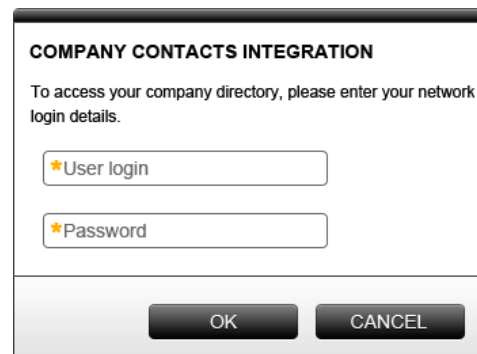 COMPANY CONTACTS INTEGRATION
To access your company directory, please enter your network
login details.
*User login
*Password
OK CANCEL